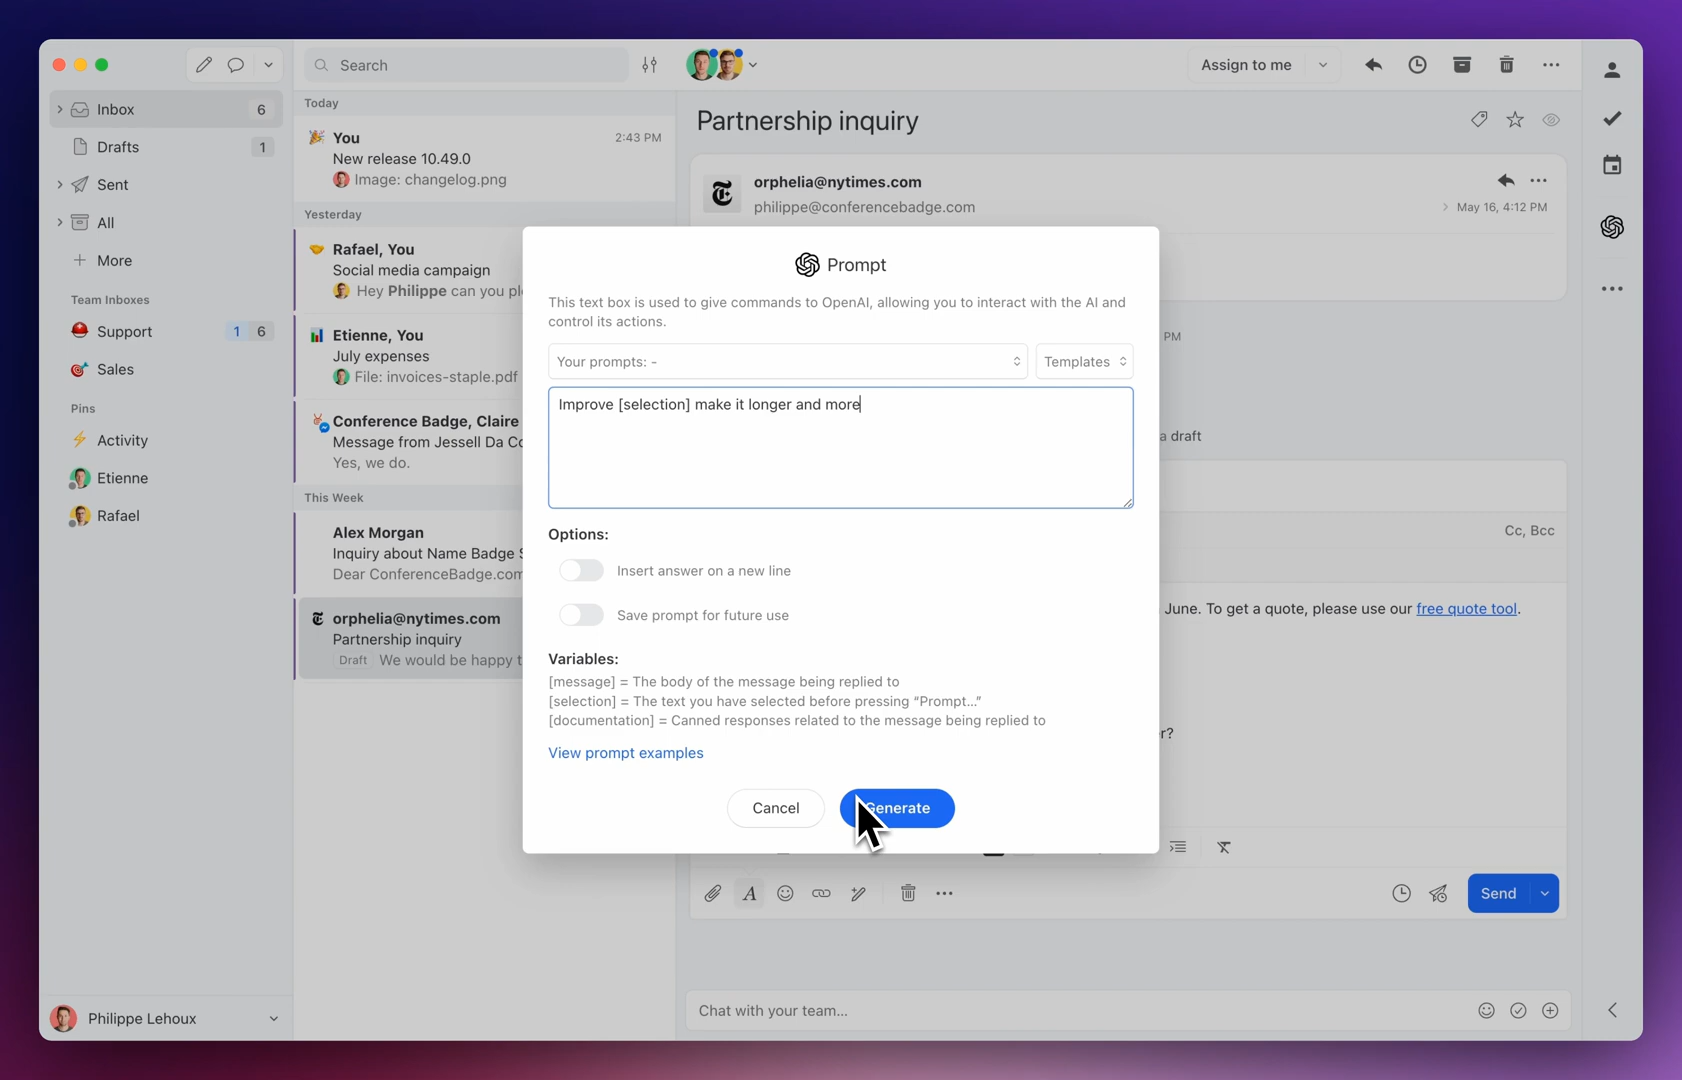 Search
Assign to me
Inbox 6
Drafts 1
Sent
All
More
Team Inboxes
Support 1 6
Sales
Pins
Activity
Etienne
Rafael
Philippe Lehoux
Today
You 2:43 PM
New release 10.49.0
Image: changelog.png
Yesterday
Rafael, You
Social media campaign
Hey Philippe can you pl
Etienne, You
July expenses
File: invoices-staple.pdf
Conference Badge, Claire
Message from Jessell Da Co
Yes, we do.
This Week
Alex Morgan
Inquiry about Name Badge S
Dear ConferenceBadge.com
orphelia@nytimes.com
Partnership inquiry
Draft We would be happy t
Partnership inquiry
orphelia@nytimes.com
philippe@conferencebadge.com
May 16, 4:12 PM
PM
a draft
Cc, Bcc
June. To get a quote, please use our free quote tool.
r?
Prompt
This text box is used to give commands to OpenAI, allowing you to interact with the AI and
control its actions.
Your prompts: - Templates
Improve [selection] make it longer and more
Options:
Insert answer on a new line
Save prompt for future use
Variables:
[message] = The body of the message being replied to
[selection] = The text you have selected before pressing “Prompt...”
[documentation] = Canned responses related to the message being replied to
View prompt examples
Cancel Generate
A
Send
Chat with your team...